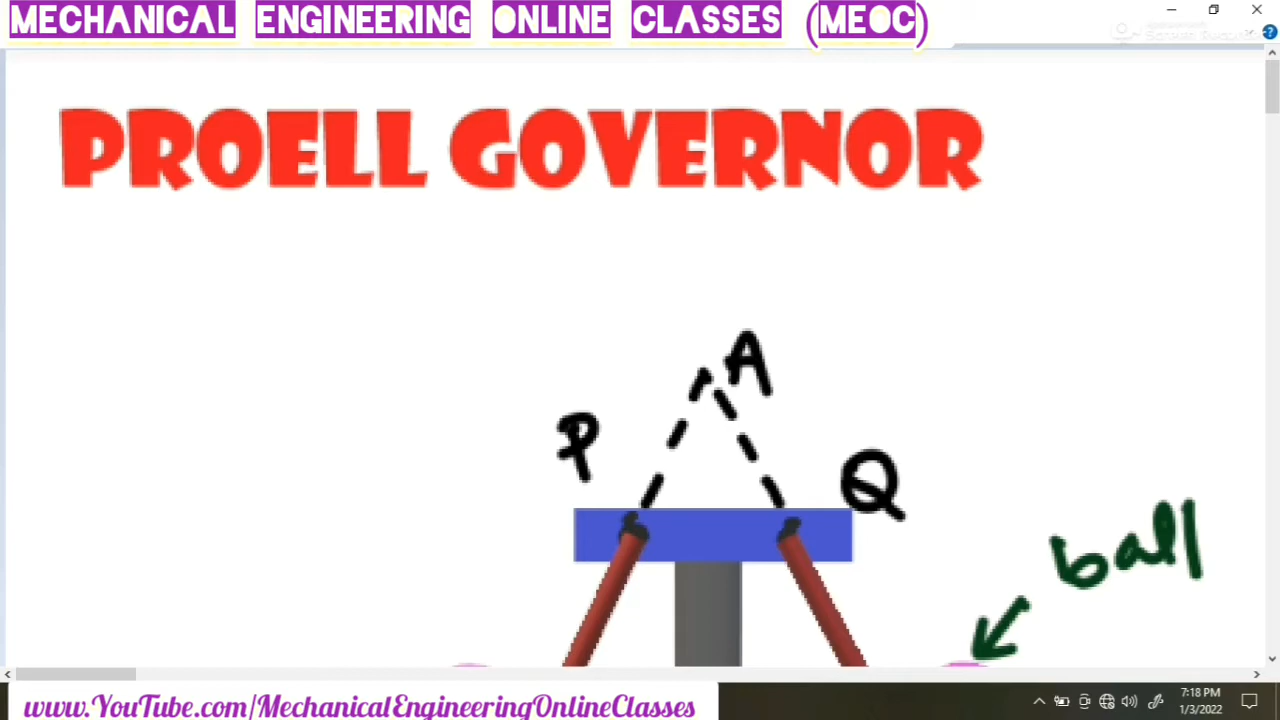 MECHANICAL ENGINEERING ONLINE CLASSES (MEOC)
PROELL GOVERNOR
A
P
Q
ball
7:18 PM
1/3/2022
www.YouTube.com/MechanicalEngineeringOnlineClasses